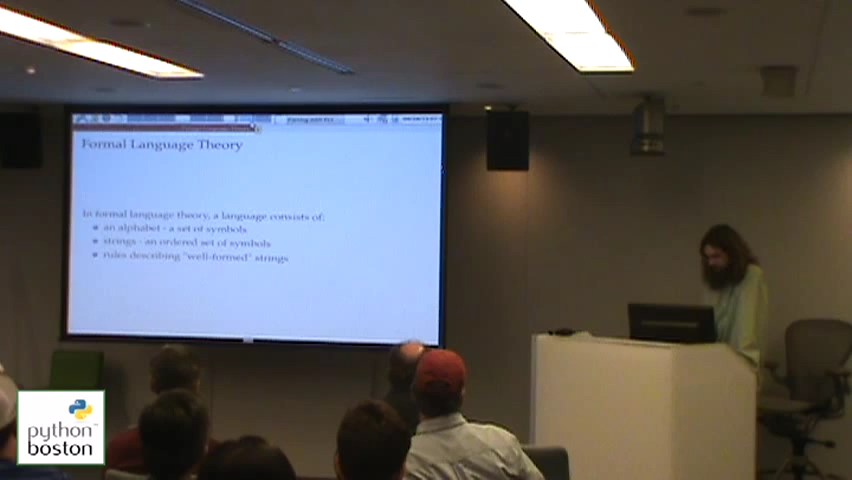 Formal Language Theory
In formal language theory, a language consists of:
an alphabet - a set of symbols
strings - an ordered set of symbols
rules describing "well-formed" strings
python™
boston